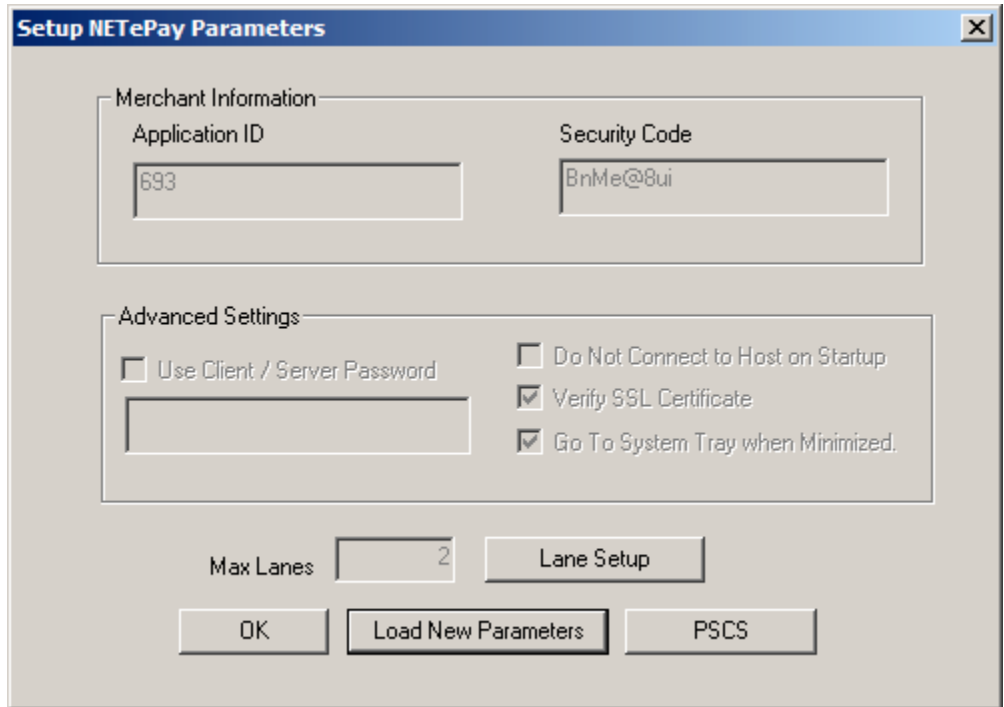 Setup NETePay Parameters
Merchant Information
Application ID
Security Code
693
BnMe@8ui
Advanced Settings
Use Client / Server Password
Do Not Connect to Host on Startup
Verify SSL Certificate
Go To System Tray when Minimized.
Max Lanes
2
Lane Setup
OK
Load New Parameters
PSCS